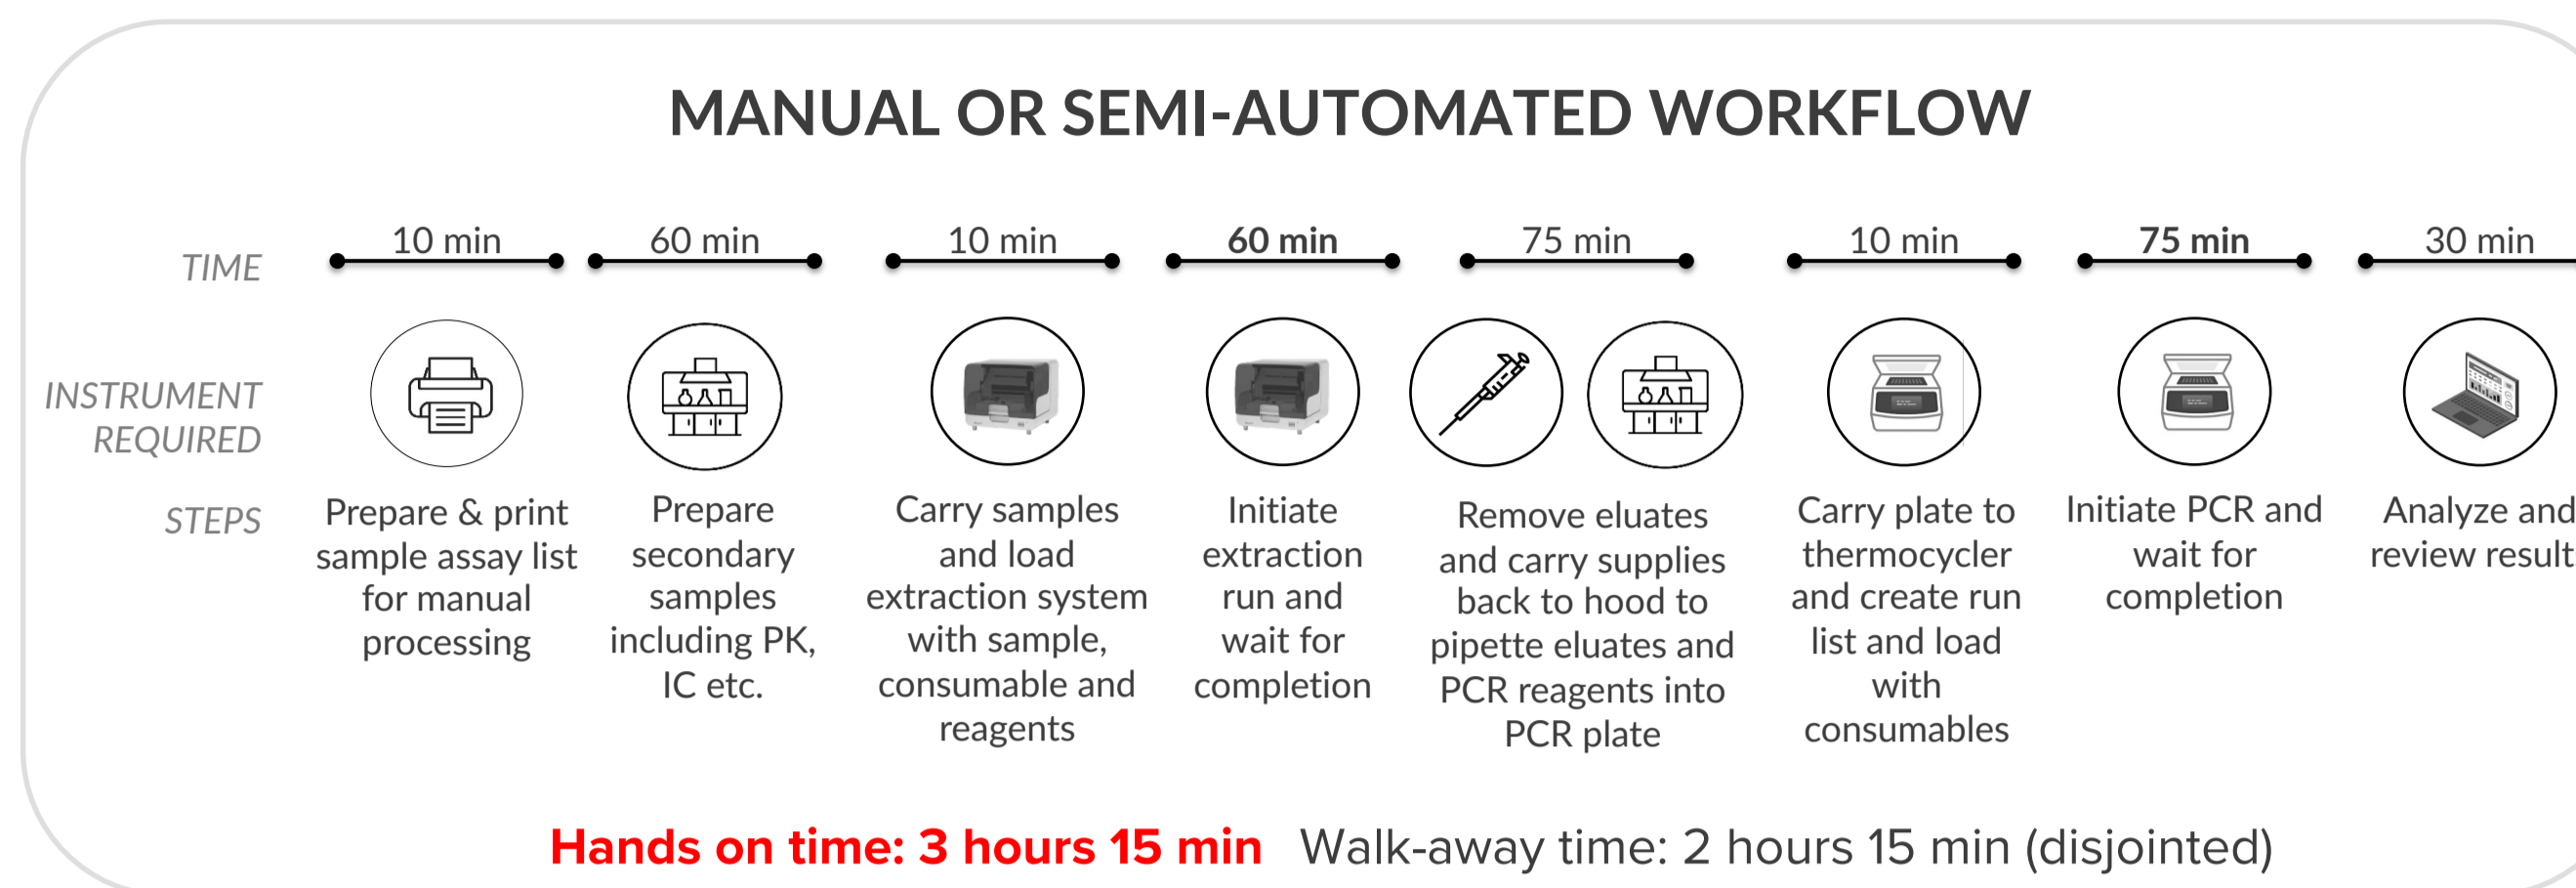 MANUAL OR SEMI-AUTOMATED WORKFLOW
TIME
10 min
60 min
10 min
60 min
75 min
10 min
75 min
30 min
INSTRUMENT
REQUIRED
STEPS
Prepare & print
sample assay list
for manual
processing
Prepare
secondary
samples
including PK,
IC etc.
Carry samples
and load
extraction system
with sample,
consumable and
reagents
Initiate
extraction
run and
wait for
completion
Remove eluates
and carry supplies
back to hood to
pipette eluates and
PCR reagents into
PCR plate
Carry plate to
thermocycler
and create run
list and load
with
consumables
Initiate PCR and
wait for
completion
Analyze and
review result
Hands on time: 3 hours 15 min Walk-away time: 2 hours 15 min (disjointed)